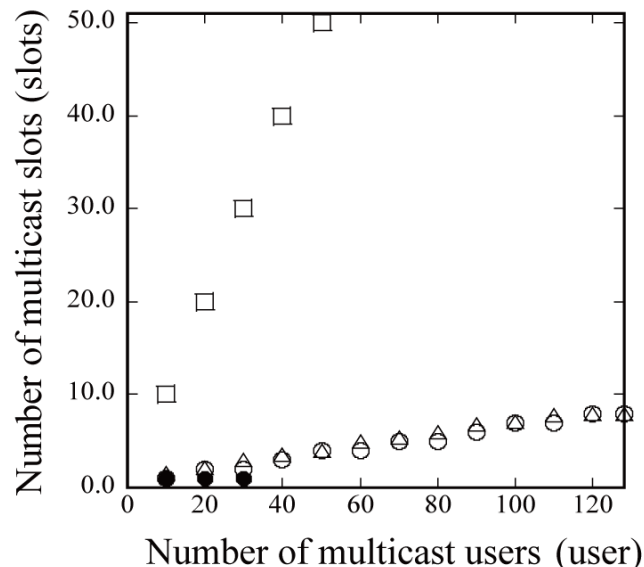 Number of multicast slots (slots)
50.0
40.0
30.0
20.0
10.0
0.0
0 20 40 60 80 100 120
Number of multicast users (user)